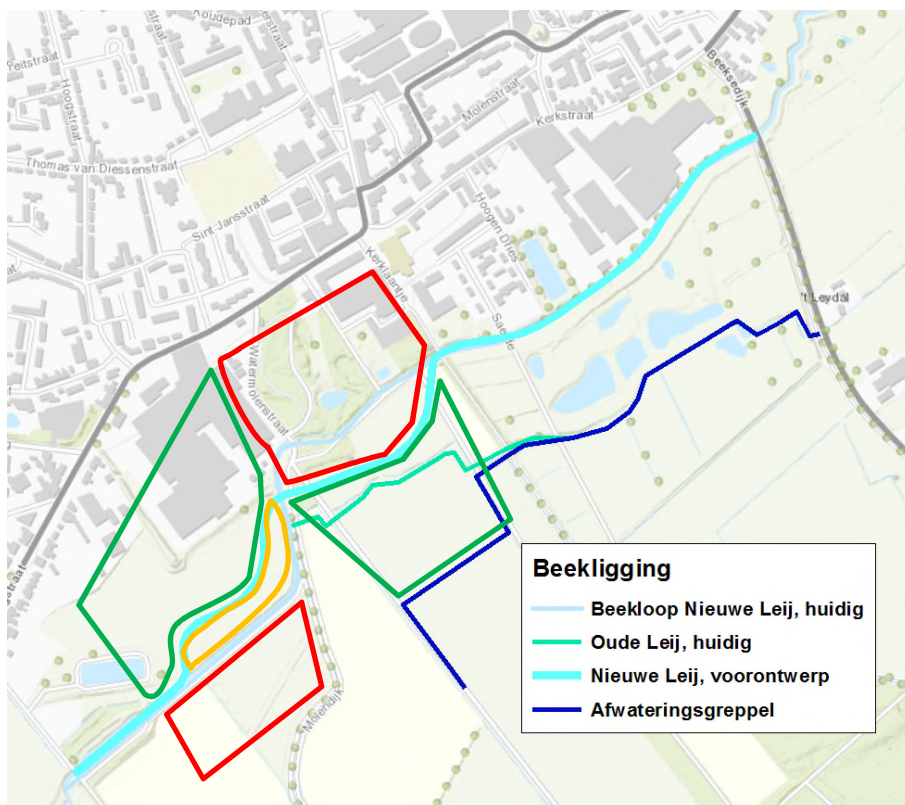 Koudepad
Peitstraat
Hoogstraat
Molenstraat
Beeksedijk
Kerkstraat
Thomas van Diessenstraat
Sint Jansstraat
Hoogen Dries
Kerklaantje
't Leydal
Watermolenstraat
Molendijk
Beekligging
Beekloop Nieuwe Leij, huidig
Oude Leij, huidig
Nieuwe Leij, voorontwerp
Afwateringsgreppel